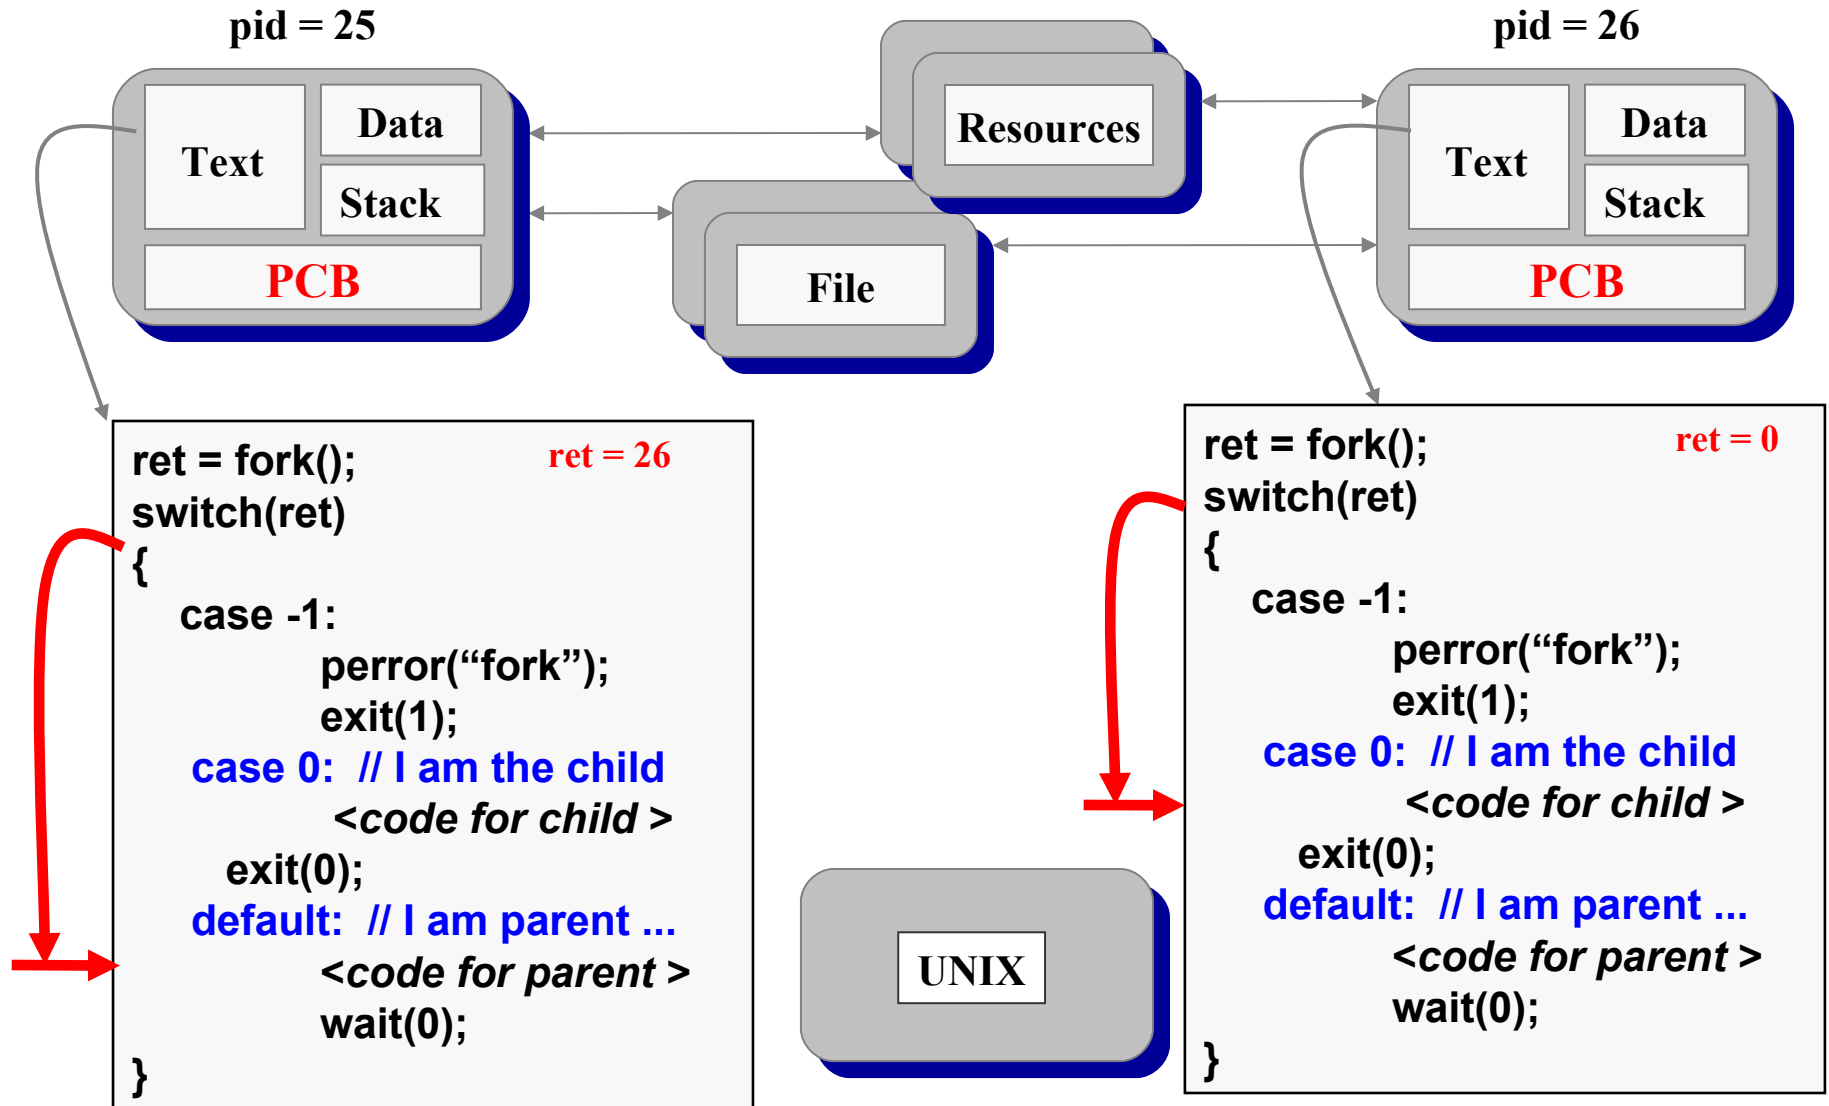 pid = 25
pid = 26
Text
Data
Stack
PCB
Resources
File
Text
Data
Stack
PCB
ret = fork();
ret = 26
switch(ret)
{
case -1:
perror(“fork”);
exit(1);
case 0: // I am the child
<code for child >
exit(0);
default: // I am parent ...
<code for parent >
wait(0);
}
UNIX
ret = fork();
ret = 0
switch(ret)
{
case -1:
perror(“fork”);
exit(1);
case 0: // I am the child
<code for child >
exit(0);
default: // I am parent ...
<code for parent >
wait(0);
}